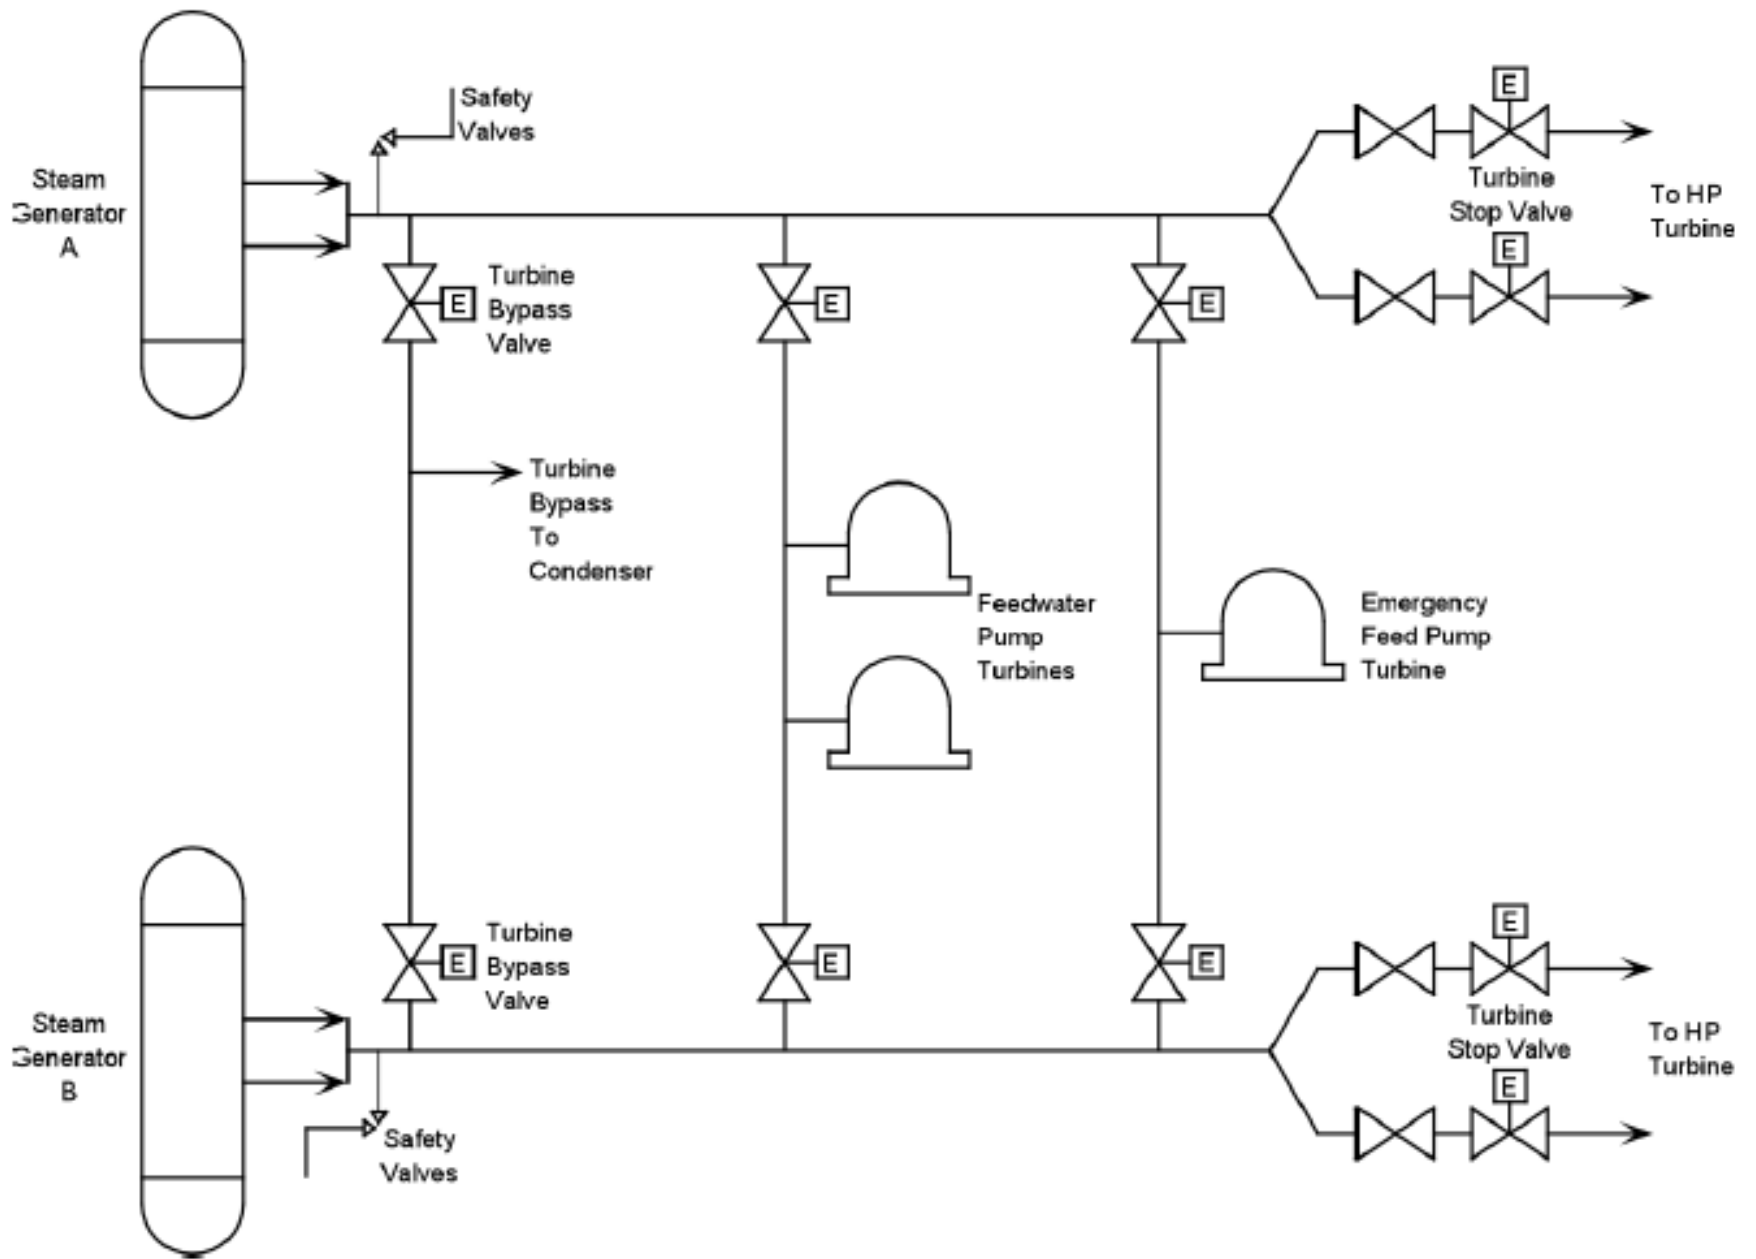 Safety
Valves
Steam
Generator
A
E
Turbine
Stop Valve
E
To HP
Turbine
Turbine
Bypass
Valve
E
E
E
Turbine
Bypass
To
Condenser
Feedwater
Pump
Turbines
Emergency
Feed Pump
Turbine
Turbine
Bypass
Valve
E
E
E
Steam
Generator
B
E
Turbine
Stop Valve
E
To HP
Turbine
Safety
Valves